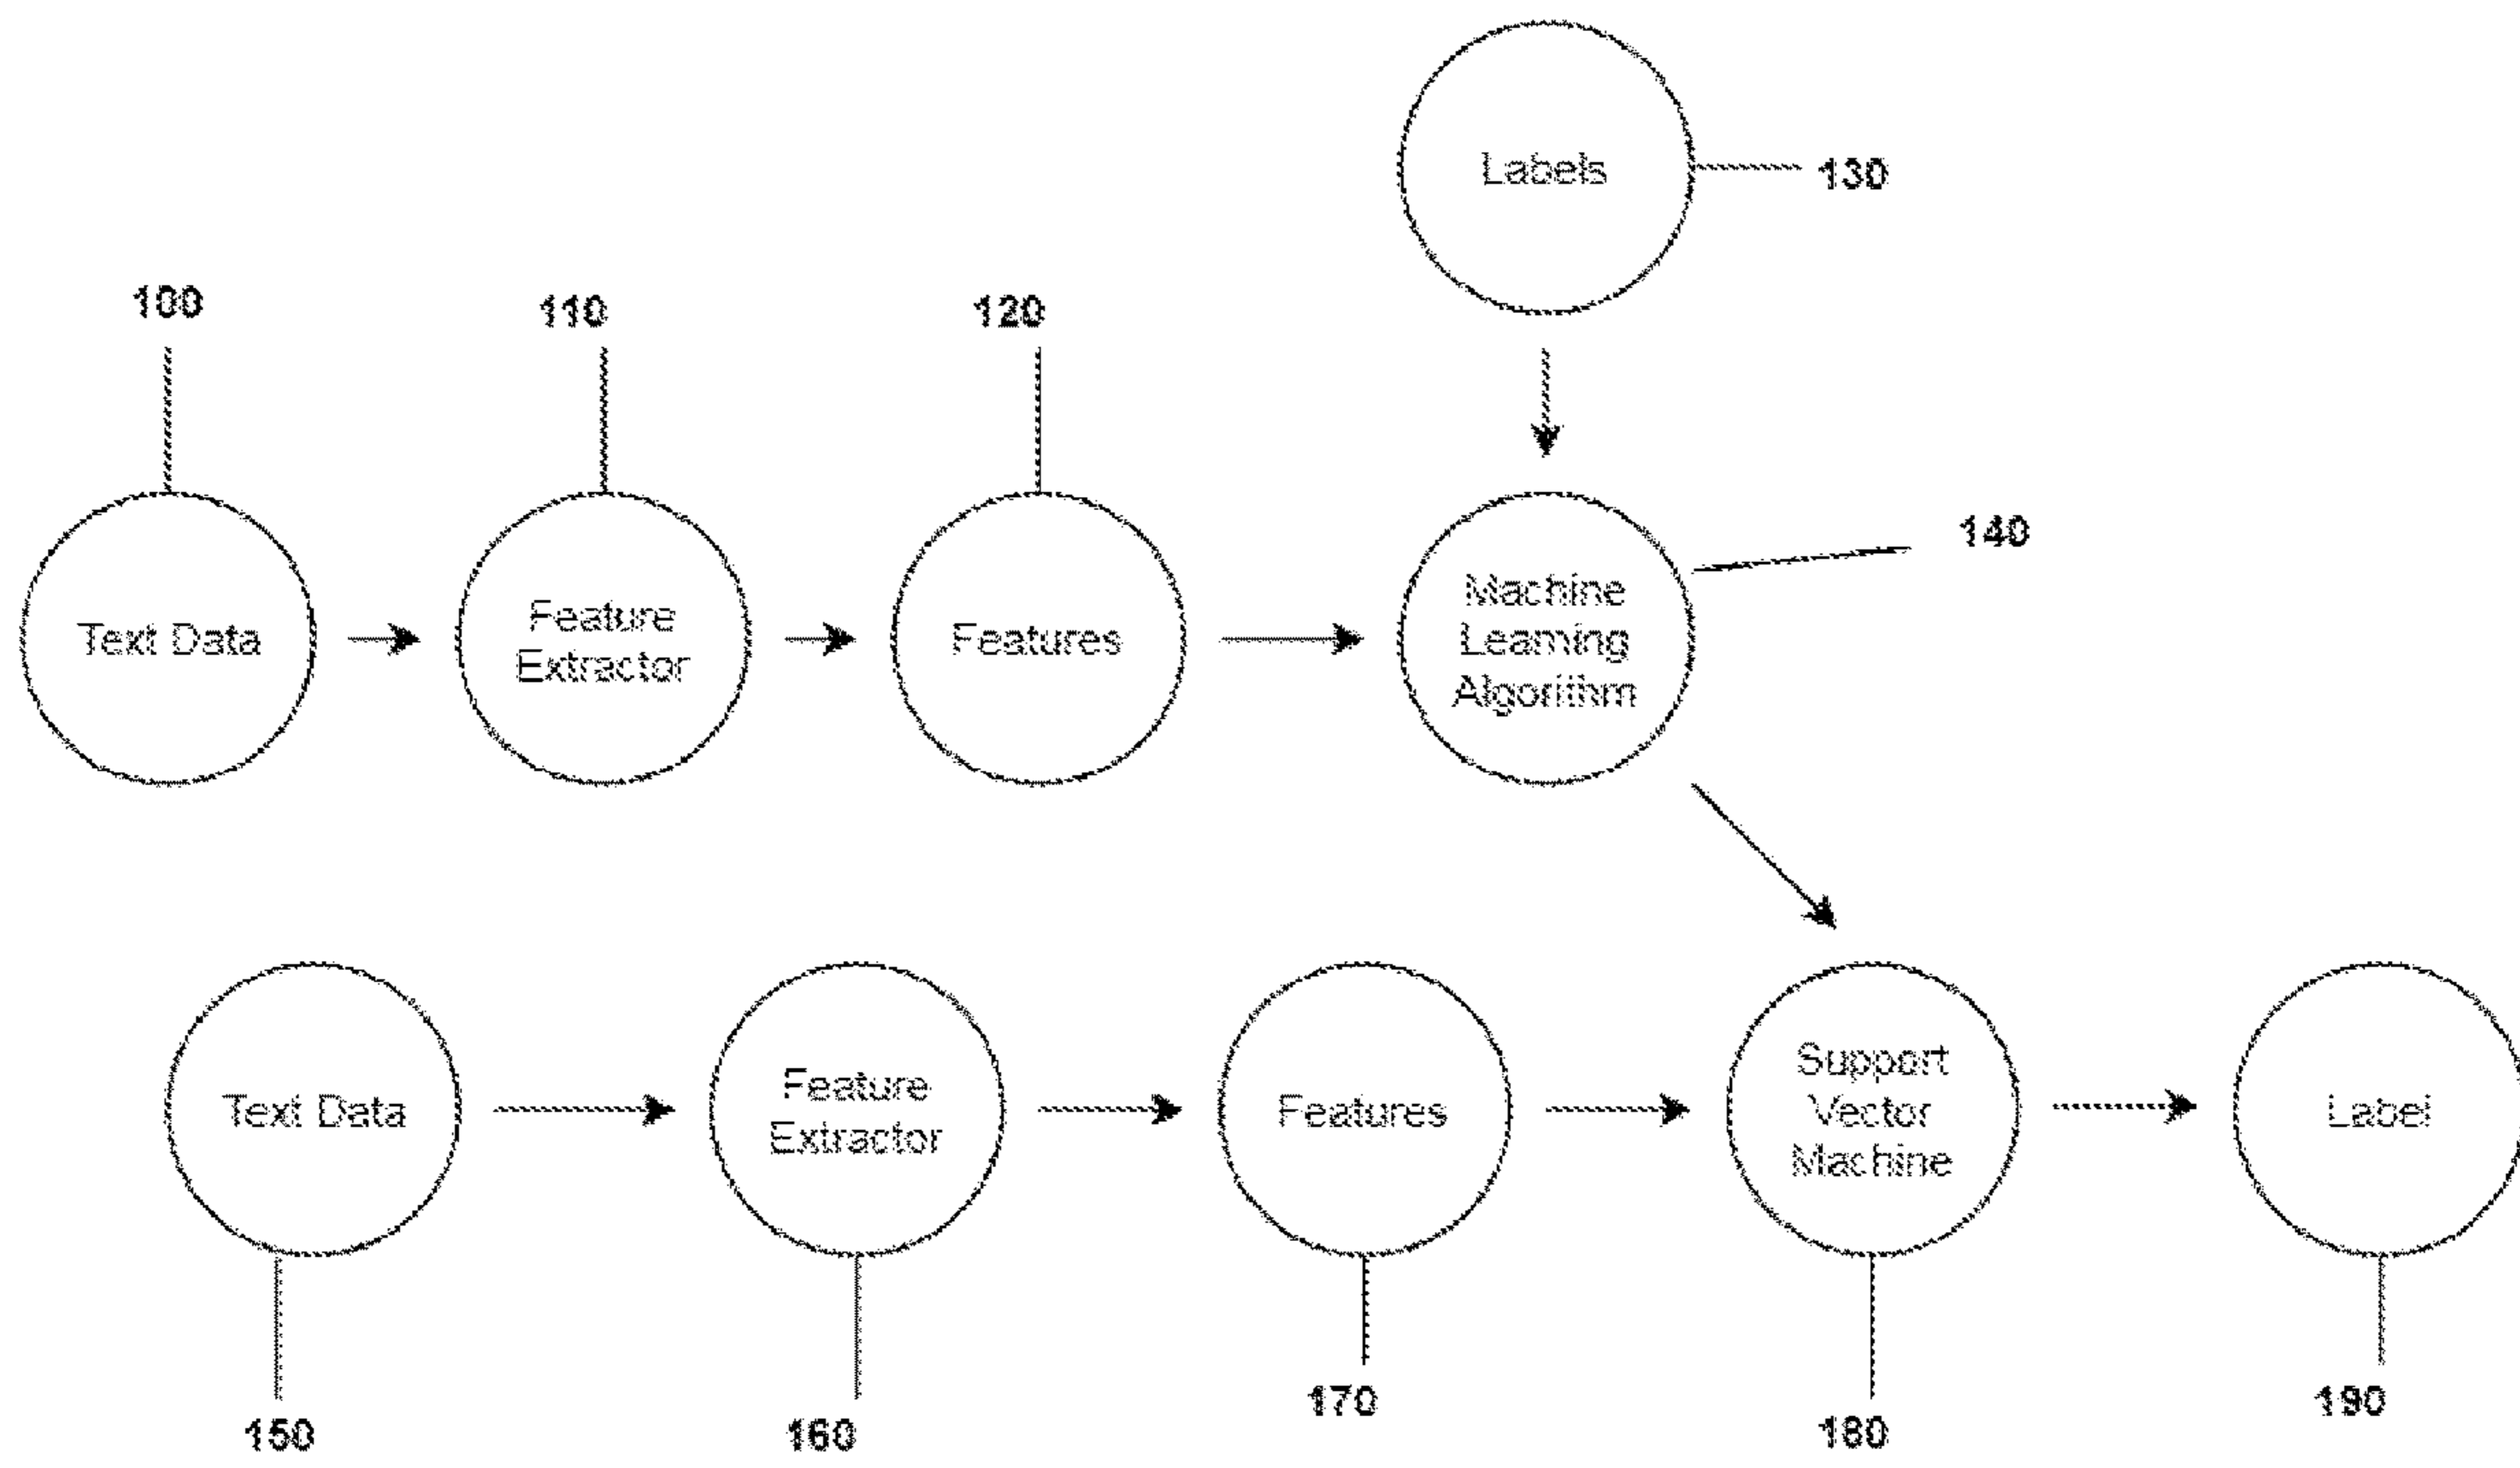 Labels
130
100
110
120
140
Text Data
Feature
Extractor
Features
Machine
Learning
Algorithm
Text Data
Feature
Extractor
Features
Support
Vector
Machine
Label
150
160
170
180
190